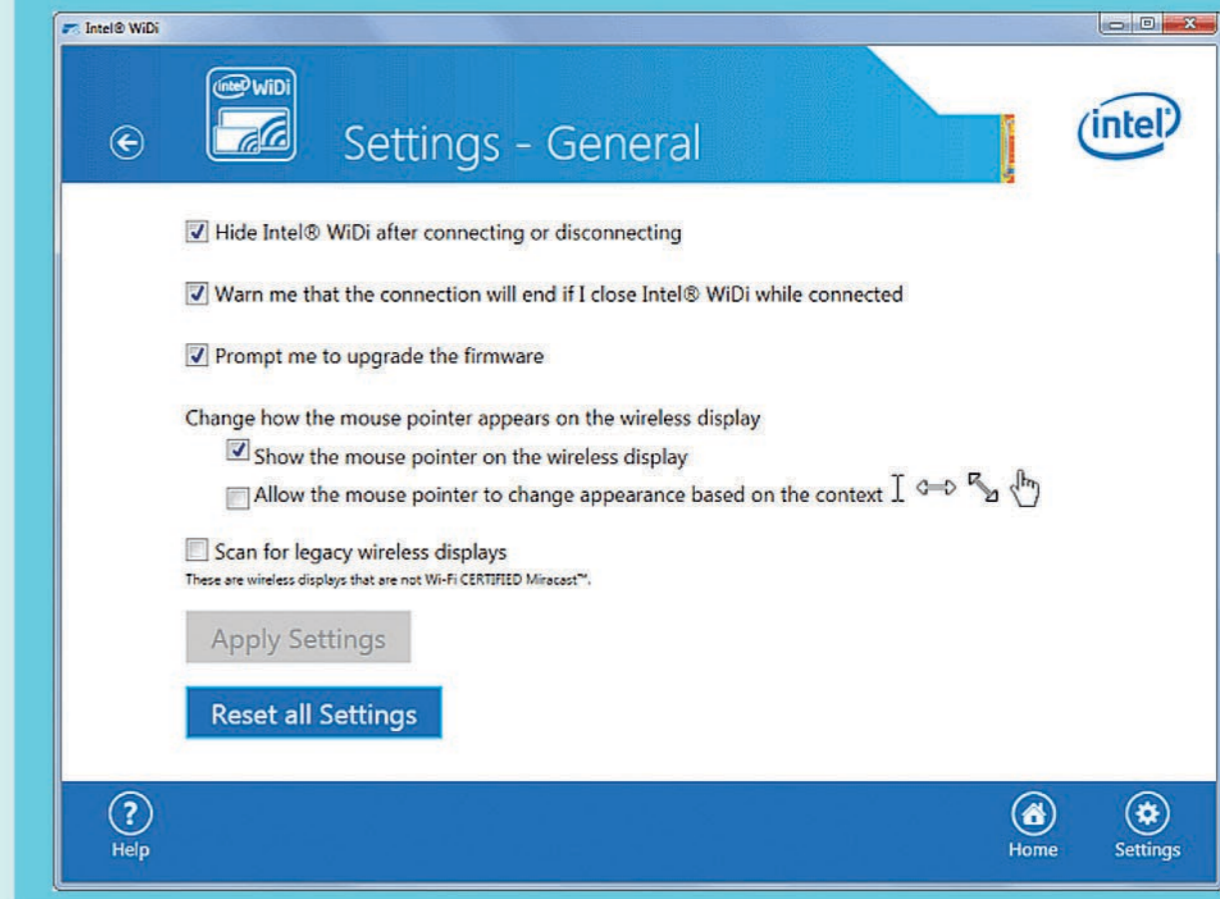 Intel® WiDi
intel WiDi
Settings - General
intel
Hide Intel® WiDi after connecting or disconnecting
Warn me that the connection will end if I close Intel® WiDi while connected
Prompt me to upgrade the firmware
Change how the mouse pointer appears on the wireless display
Show the mouse pointer on the wireless display
Allow the mouse pointer to change appearance based on the context
Scan for legacy wireless displays
These are wireless displays that are not Wi-Fi CERTIFIED Miracast™.
Apply Settings
Reset all Settings
?
Help
Home
Settings